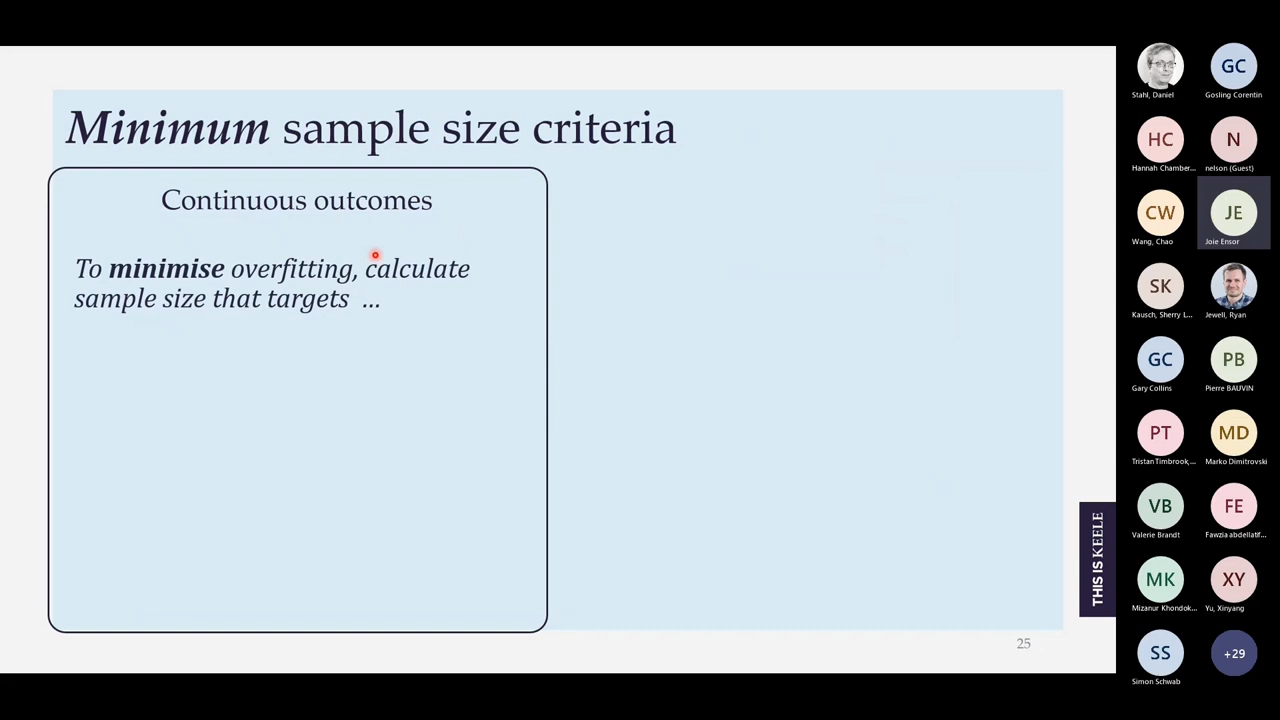 Minimum sample size criteria
Continuous outcomes
To minimise overfitting, calculate
sample size that targets ...
THIS IS KEELE
25
Stahl, Daniel
GC
Gosling Corentin
HC
Hannah Chamber...
N
nelson (Guest)
CW
Wang, Chao
JE
Joie Ensor
SK
Kausch, Sherry L...
Jewell, Ryan
GC
Gary Collins
PB
Pierre BAUVIN
PT
Tristan Timbrook,...
MD
Marko Dimitrovski
VB
Valerie Brandt
FE
Fawzia abdellatif...
MK
Mizanur Khondok...
XY
Yu, Xinyang
SS
Simon Schwab
+29